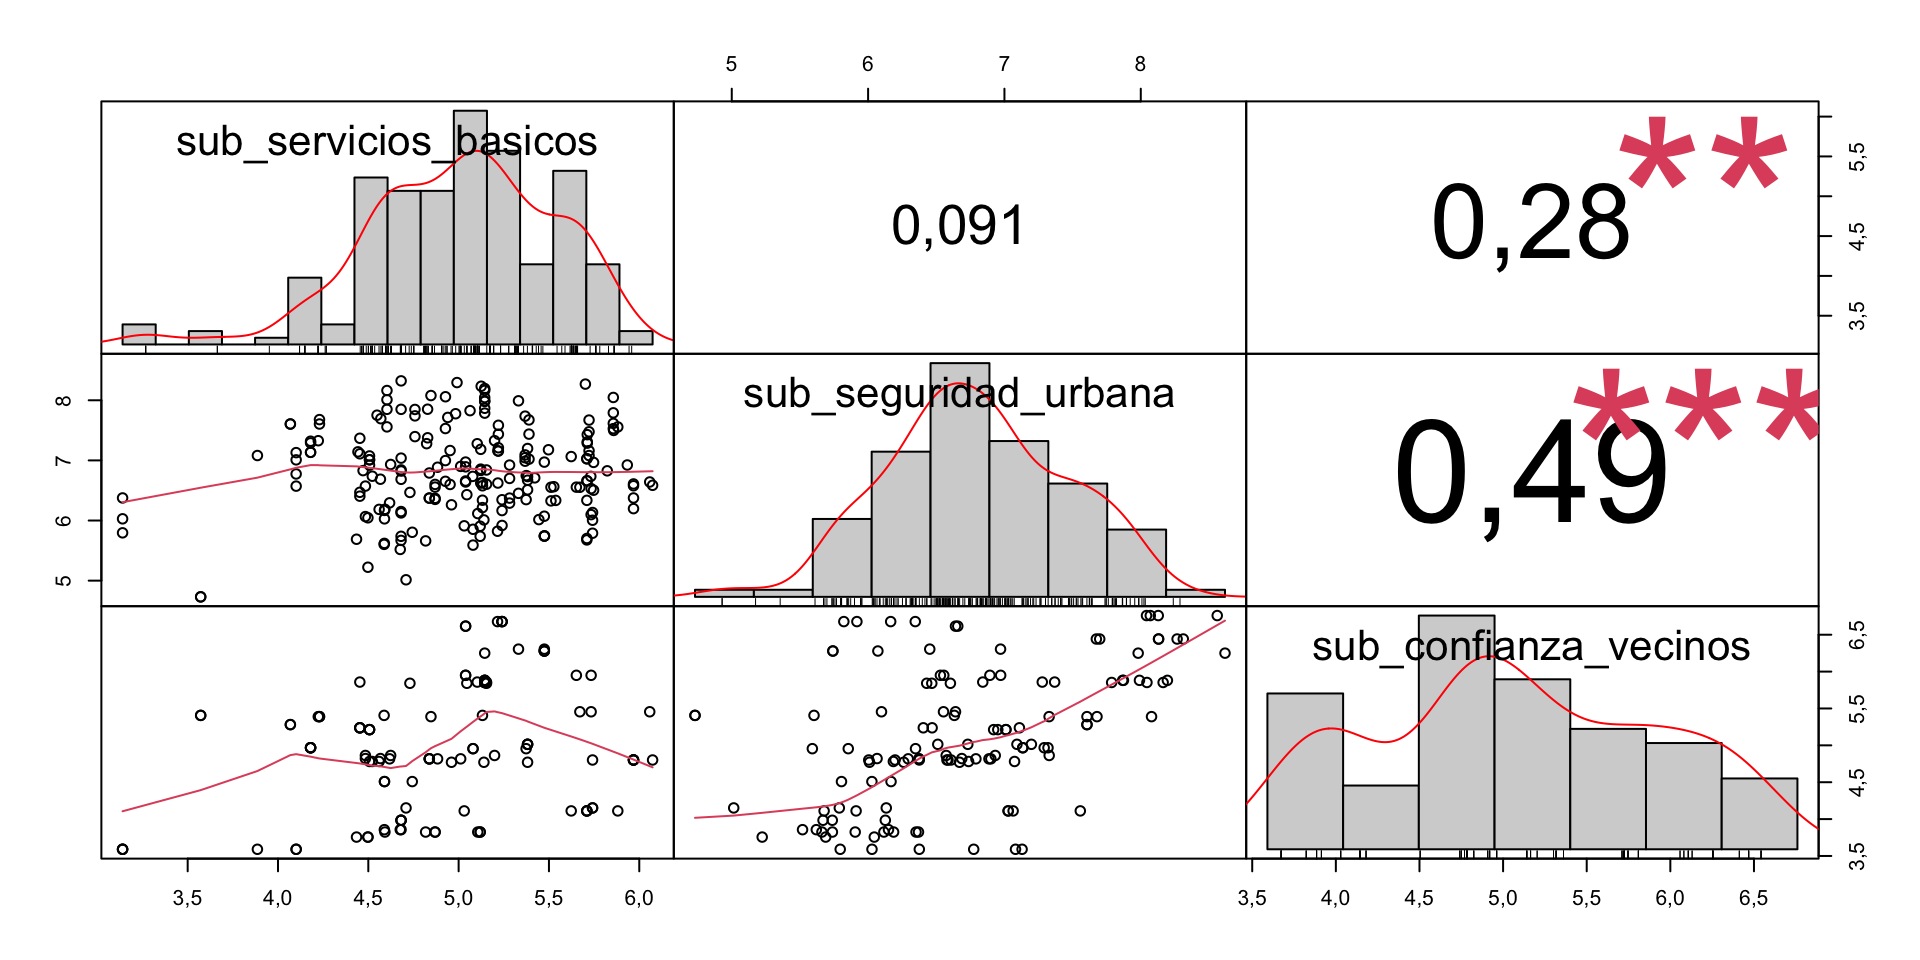 5 6 7 8
sub_servicios_basicos
0,091
0,28**
3,5 4,5 5,5
5 6 7 8
sub_seguridad_urbana
0,49***
sub_confianza_vecinos
3,5 4,5 5,5 6,5
3,5 4,0 4,5 5,0 5,5 6,0
3,5 4,0 4,5 5,0 5,5 6,0 6,5